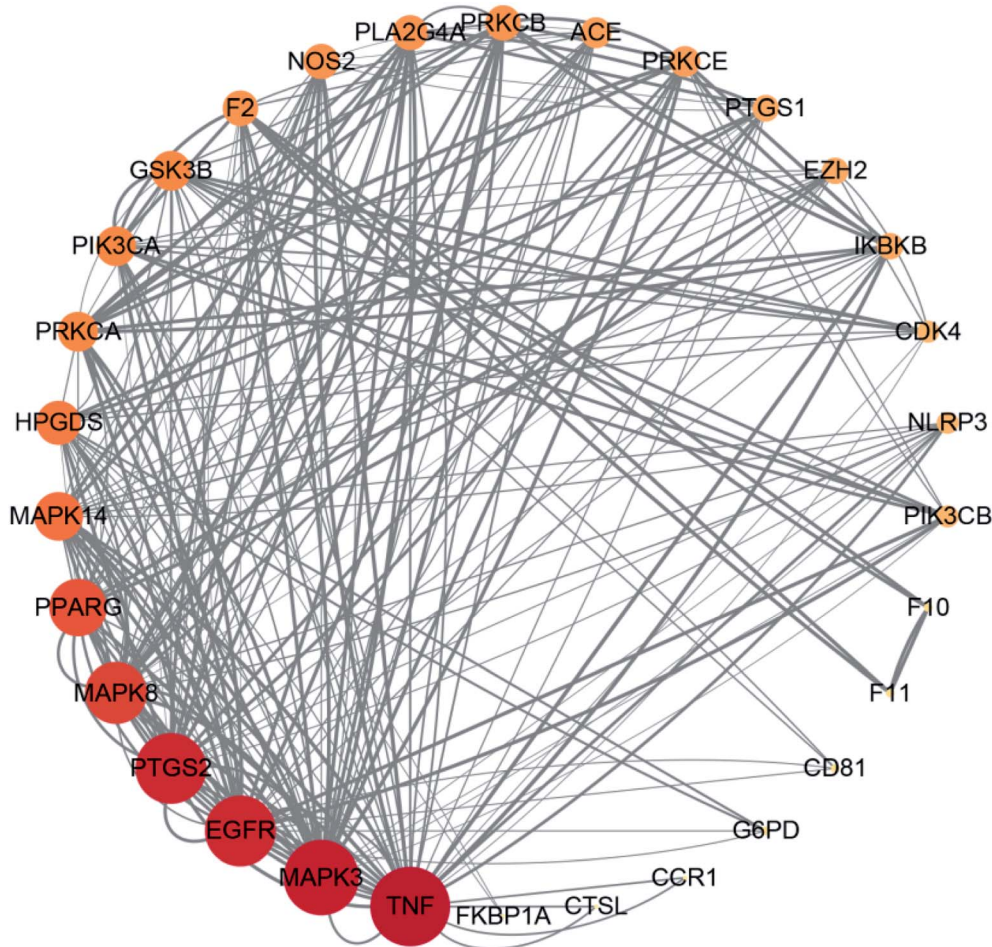 PRKCB
PLA2G4A
ACE
NOS2
PRKCE
F2
PTGS1
GSK3B
EZH2
PIK3CA
IKBKB
PRKCA
CDK4
HPGDS
NLRP3
MAPK14
PIK3CB
PPARG
F10
MAPK8
F11
PTGS2
CD81
EGFR
G6PD
MAPK3
CCR1
TNF
CTSL
FKBP1A